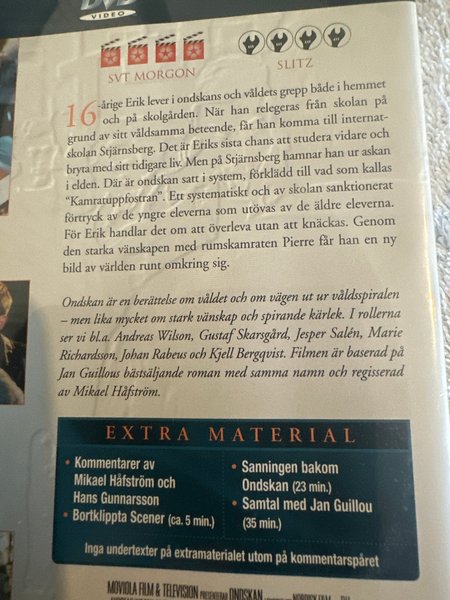 DVD
VIDEO
SVT MORGON
SLITZ
16-årige Erik lever i ondskans och våldets grepp både i hemmet
och på skolgården. När han relegeras från skolan på
grund av sitt våldsamma beteende, får han komma till internat-
skolan Stjärnsberg. Det är Eriks sista chans att studera vidare och
bryta med sitt tidigare liv. Men på Stjärnsberg hamnar han ur askan
i elden. Där är ondskan satt i system, förklädd till vad som kallas
“Kamratuppfostran”. Ett systematiskt och av skolan sanktionerat
förtryck av de yngre eleverna som utövas av de äldre eleverna.
För Erik handlar det om att överleva utan att knäckas. Genom
den starka vänskapen med rumskamraten Pierre får han en ny
bild av världen runt omkring sig.
Ondskan är en berättelse om våldet och om vägen ut ur våldsspiralen
– men lika mycket om stark vänskap och spirande kärlek. I rollerna
ser vi bl.a. Andreas Wilson, Gustaf Skarsgård, Jesper Salén, Marie
Richardsson, Johan Rabeus och Kjell Bergqvist. Filmen är baserad på
Jan Guillous bästsäljande roman med samma namn och regisserad
av Mikael Håfström.
EXTRA MATERIAL
• Kommentarer av
Mikael Håfström och
Hans Gunnarsson
• Bortklippta Scener (ca. 5 min.)
• Sanningen bakom
Ondskan (23 min)
• Samtal med Jan Guillou
(35 min)
Inga undertexter på extramaterialet utom på kommentarspåret
MOVIOLA FILM & TELEVISION PRESENTERAR ONDSKAN